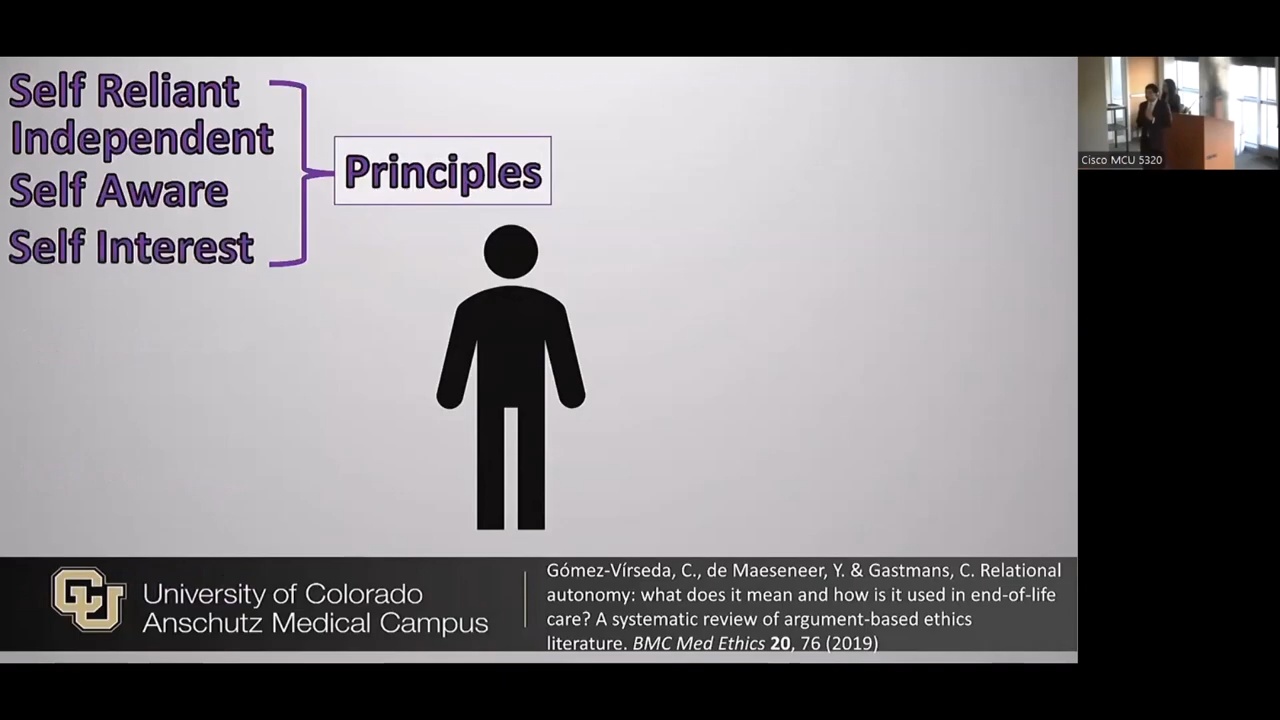 Self Reliant
Independent
Self Aware
Self Interest
Principles
Cisco MCU 5320
University of Colorado
Anschutz Medical Campus
Gómez-Vírseda, C., de Maeseneer, Y. & Gastmans, C. Relational
autonomy: what does it mean and how is it used in end-of-life
care? A systematic review of argument-based ethics
literature. BMC Med Ethics 20, 76 (2019)